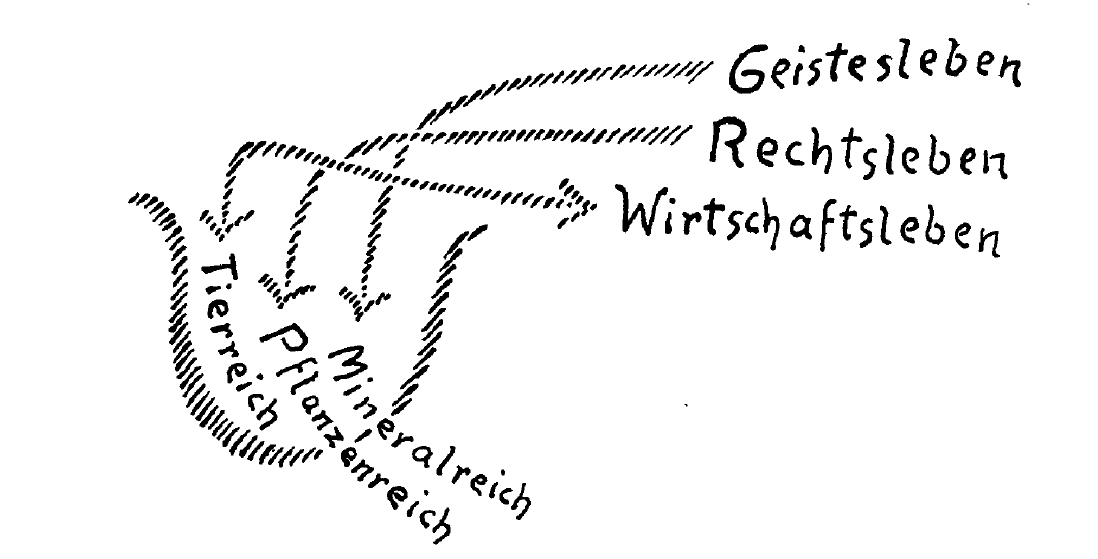 Geistesleben
Rechtsleben
Wirtschaftsleben
Tierreich
Pflanzenreich
Mineralreich